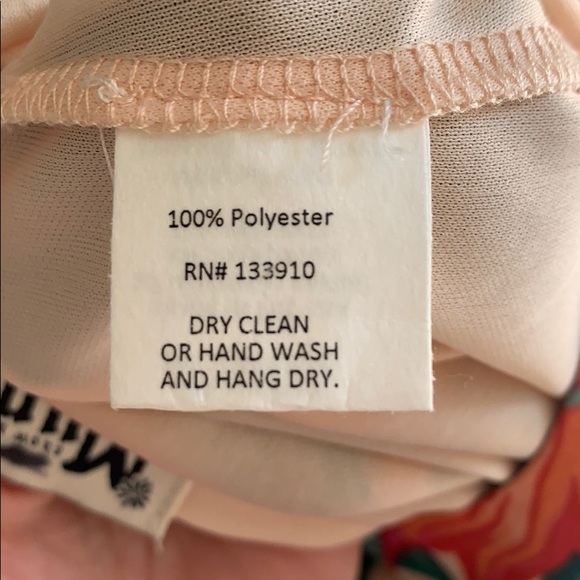 100% Polyester
RN# 133910
DRY CLEAN
OR HAND WASH
AND HANG DRY.